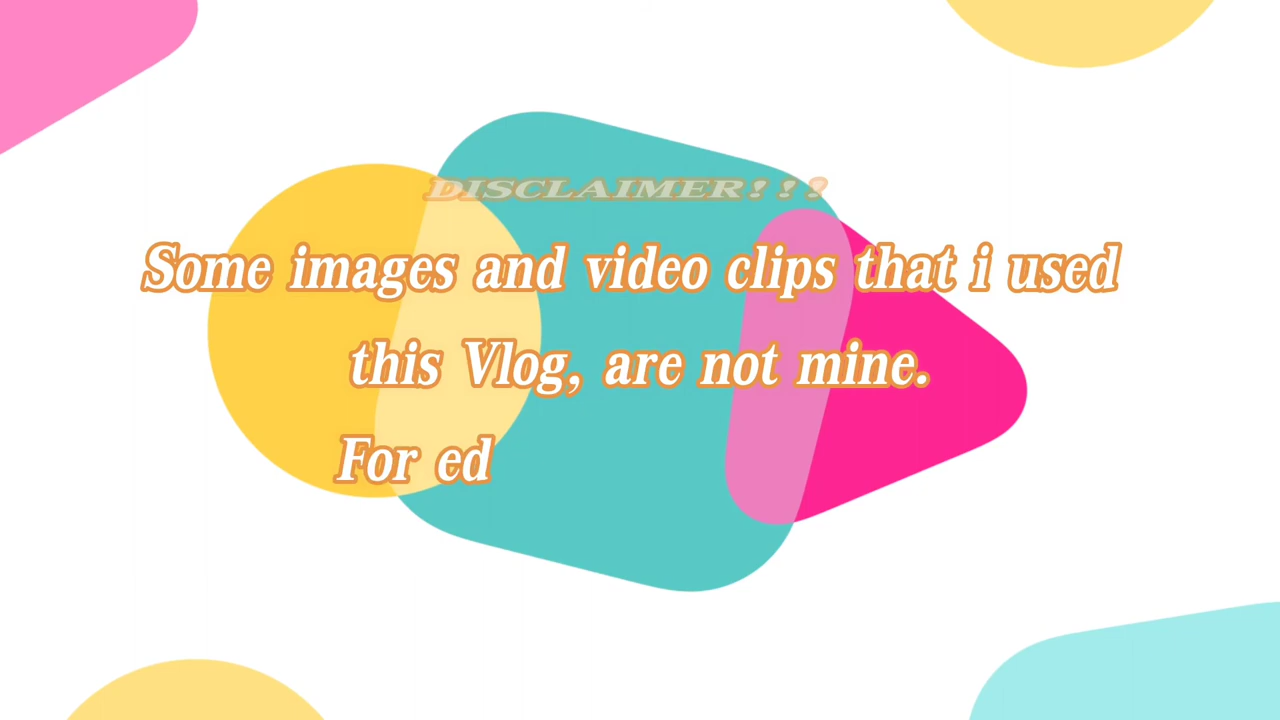 DISCLAIMER!!!
Some images and video clips that i used
this Vlog, are not mine.
For ed